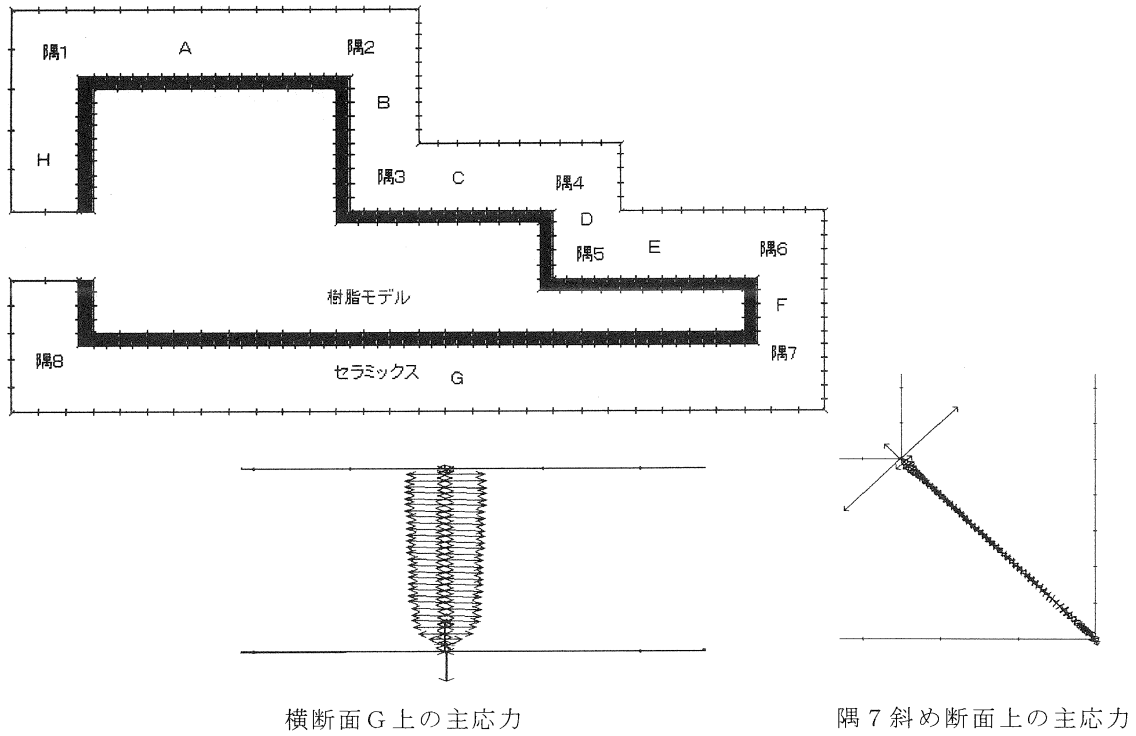 隅1
A
隅2
B
H
隅3
C
隅4
D
隅5
E
隅6
樹脂モデル
F
隅8
セラミックス
G
隅7
横断面G上の主応力
隅7斜め断面上の主応力